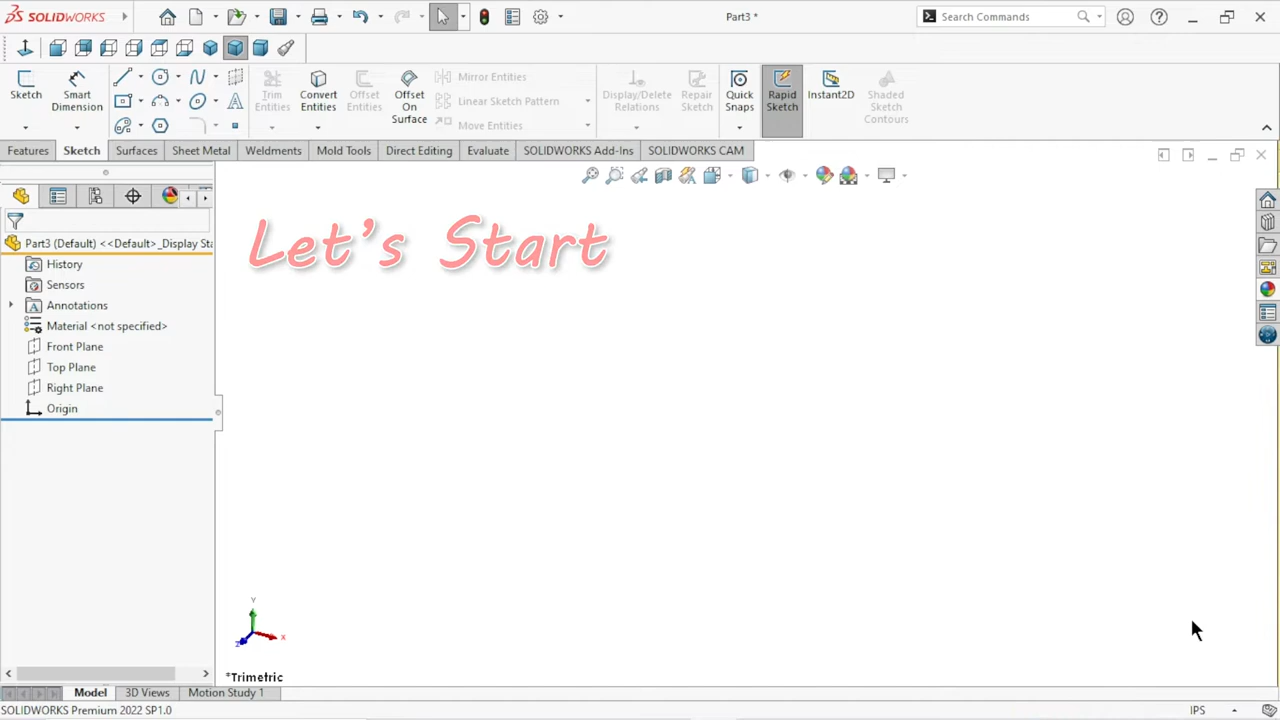 SOLIDWORKS
Part3 *
Search Commands
Sketch
Smart Dimension
Trim Entities
Convert Entities
Offset Entities
Offset On Surface
Mirror Entities
Linear Sketch Pattern
Move Entities
Display/Delete Relations
Repair Sketch
Quick Snaps
Rapid Sketch
Instant2D
Shaded Sketch Contours
Features
Sketch
Surfaces
Sheet Metal
Weldments
Mold Tools
Direct Editing
Evaluate
SOLIDWORKS Add-Ins
SOLIDWORKS CAM
Part3 (Default) <<Default>_Display Sta
History
Sensors
Annotations
Material <not specified>
Front Plane
Top Plane
Right Plane
Origin
Let's Start
Y
X
Z
*Trimetric
Model
3D Views
Motion Study 1
SOLIDWORKS Premium 2022 SP1.0
IPS